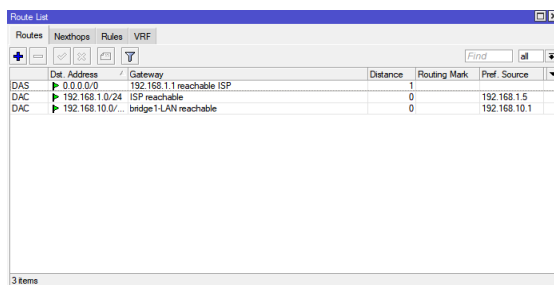 Route List
Routes Nexthops Rules VRF
Find all
Dst. Address Gateway Distance Routing Mark Pref. Source
DAS 0.0.0.0/0 192.168.1.1 reachable ISP 1
DAC 192.168.1.0/24 ISP reachable 0 192.168.1.5
DAC 192.168.10.0/... bridge1-LAN reachable 0 192.168.10.1
3 items